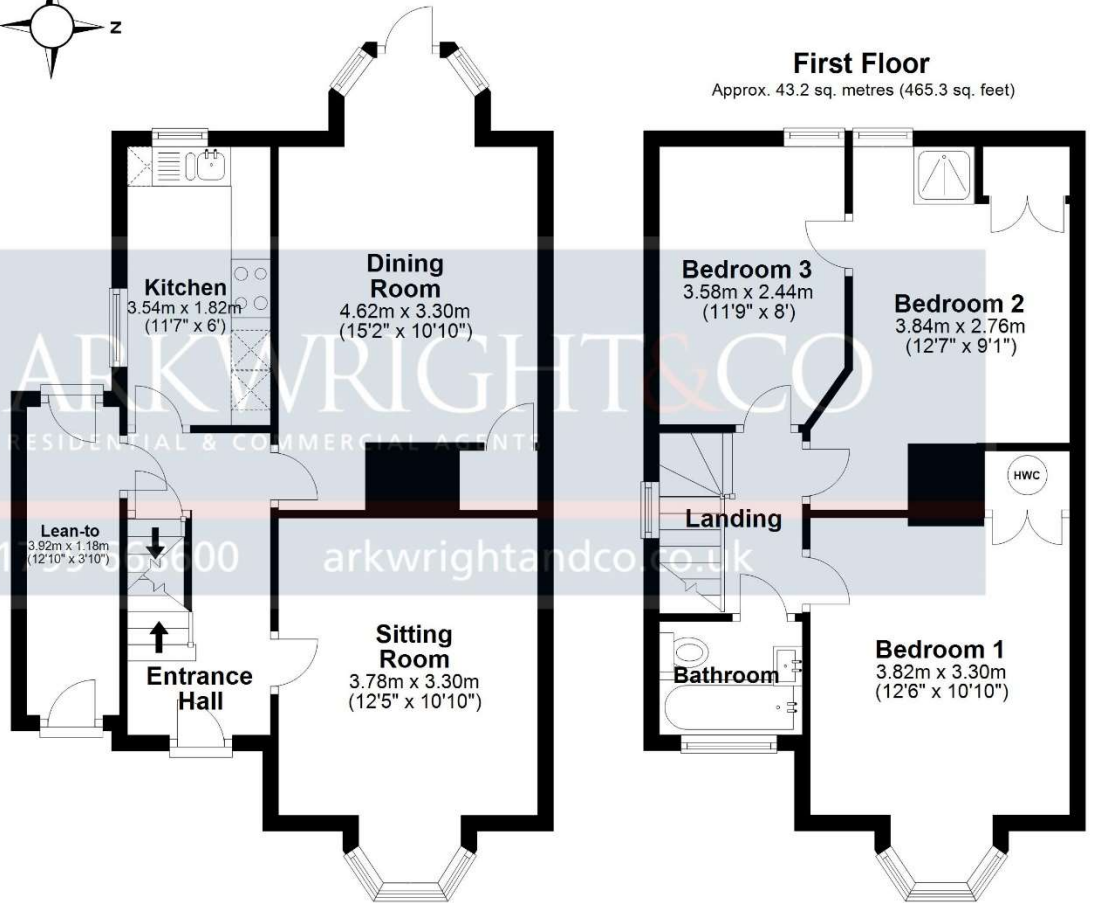 N
First Floor
Approx. 43.2 sq. metres (465.3 sq. feet)
Kitchen
3.54m x 1.82m
(11'7" x 6')
Dining
Room
4.62m x 3.30m
(15'2" x 10'10")
Bedroom 3
3.58m x 2.44m
(11'9" x 8')
Bedroom 2
3.84m x 2.76m
(12'7" x 9'1")
ARKWRIGHT&CO
RESIDENTIAL & COMMERCIAL AGENTS
HWC
Lean-to
3.92m x 1.18m
(12'10" x 3'10")
Landing
arkwrightandco.co.uk
Sitting
Room
3.78m x 3.30m
(12'5" x 10'10")
Entrance
Hall
Bathroom
Bedroom 1
3.82m x 3.30m
(12'6" x 10'10")